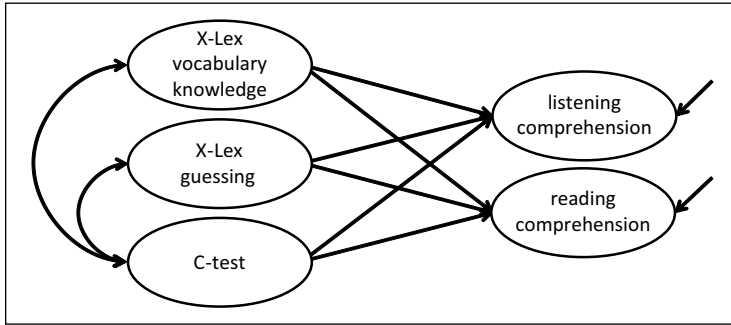 X-Lex
vocabulary
knowledge
X-Lex
guessing
C-test
listening
comprehension
reading
comprehension